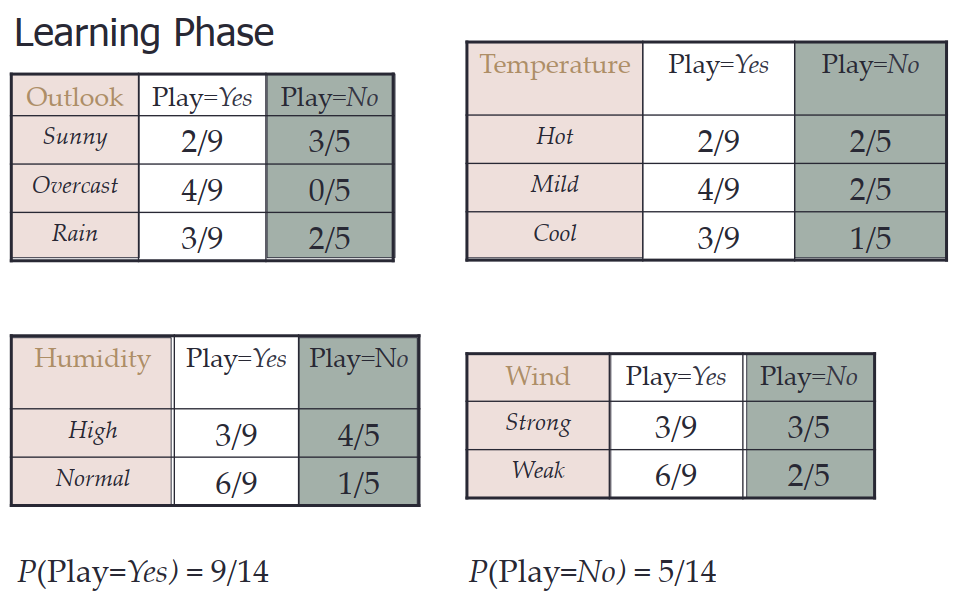 Learning Phase
Outlook Play=Yes Play=No
Sunny 2/9 3/5
Overcast 4/9 0/5
Rain 3/9 2/5
Temperature Play=Yes Play=No
Hot 2/9 2/5
Mild 4/9 2/5
Cool 3/9 1/5
Humidity Play=Yes Play=No
High 3/9 4/5
Normal 6/9 1/5
Wind Play=Yes Play=No
Strong 3/9 3/5
Weak 6/9 2/5
P(Play=Yes) = 9/14
P(Play=No) = 5/14